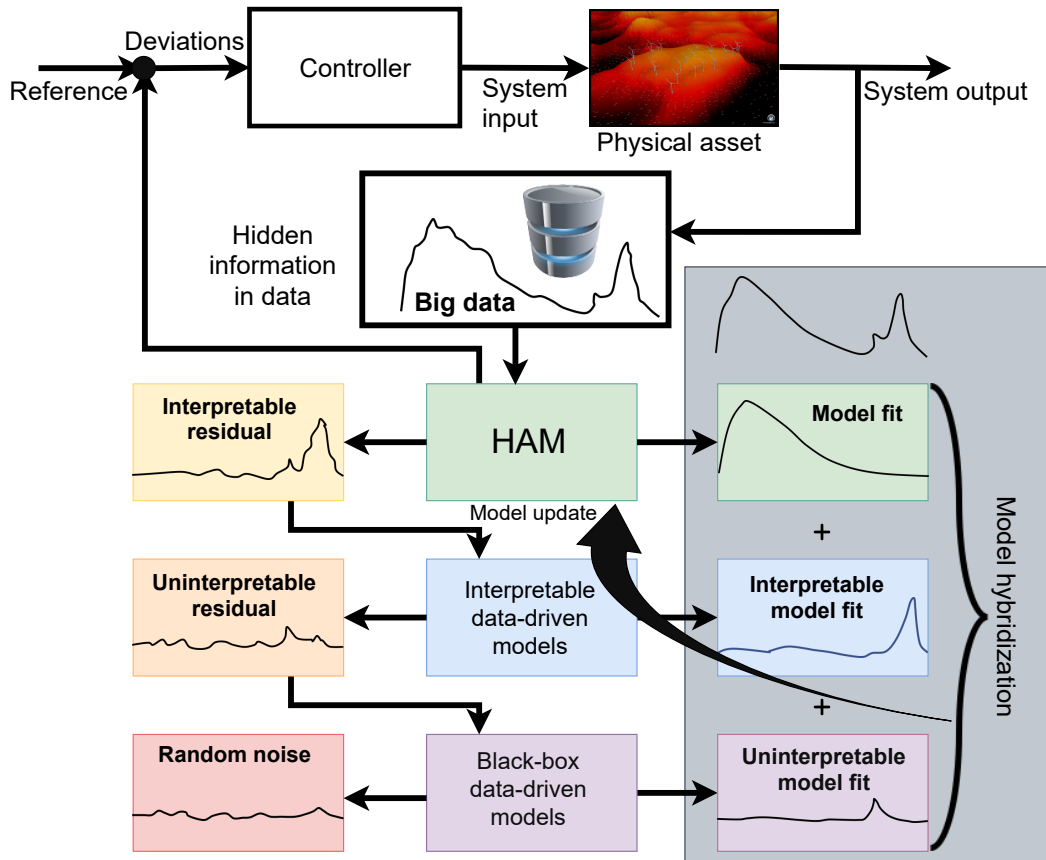 Deviations
Reference
Controller
System
input
Physical asset
System output
Hidden
information
in data
Big data
Interpretable
residual
HAM
Model fit
Model update
+
Uninterpretable
residual
Interpretable
data-driven
models
Interpretable
model fit
+
Random noise
Black-box
data-driven
models
Uninterpretable
model fit
Model hybridization